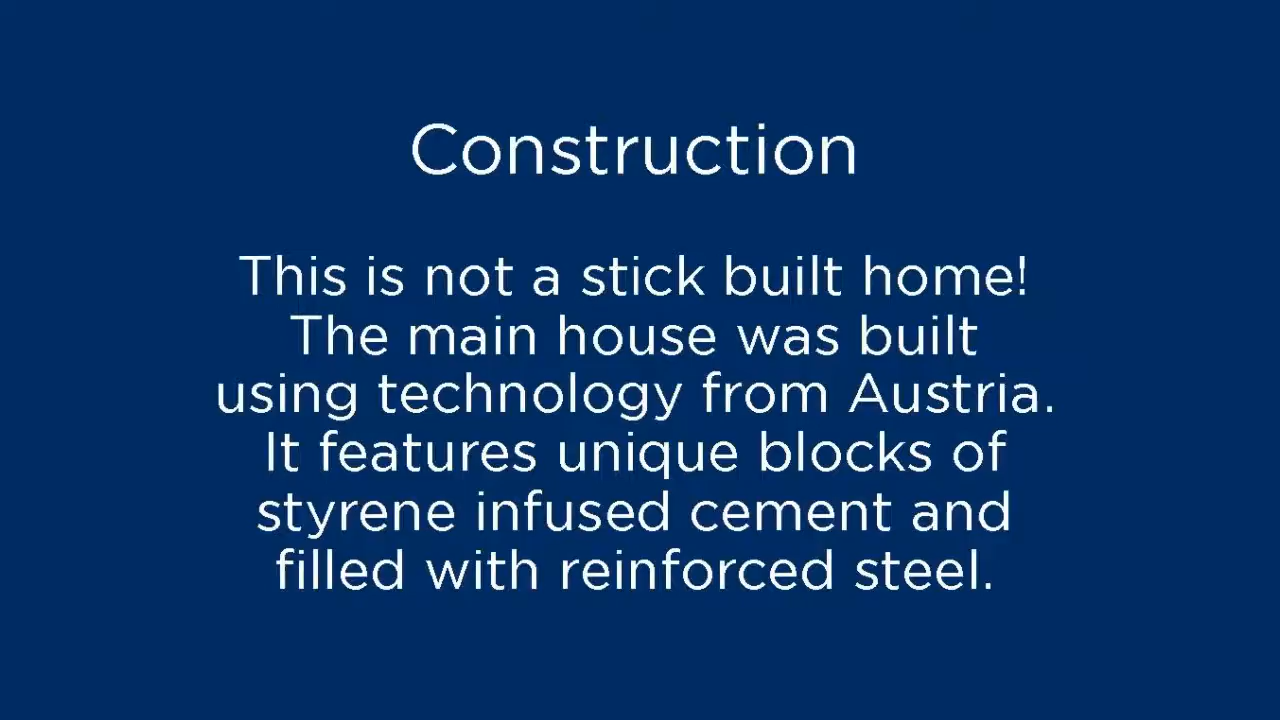 Construction
This is not a stick built home!
The main house was built
using technology from Austria.
It features unique blocks of
styrene infused cement and
filled with reinforced steel.